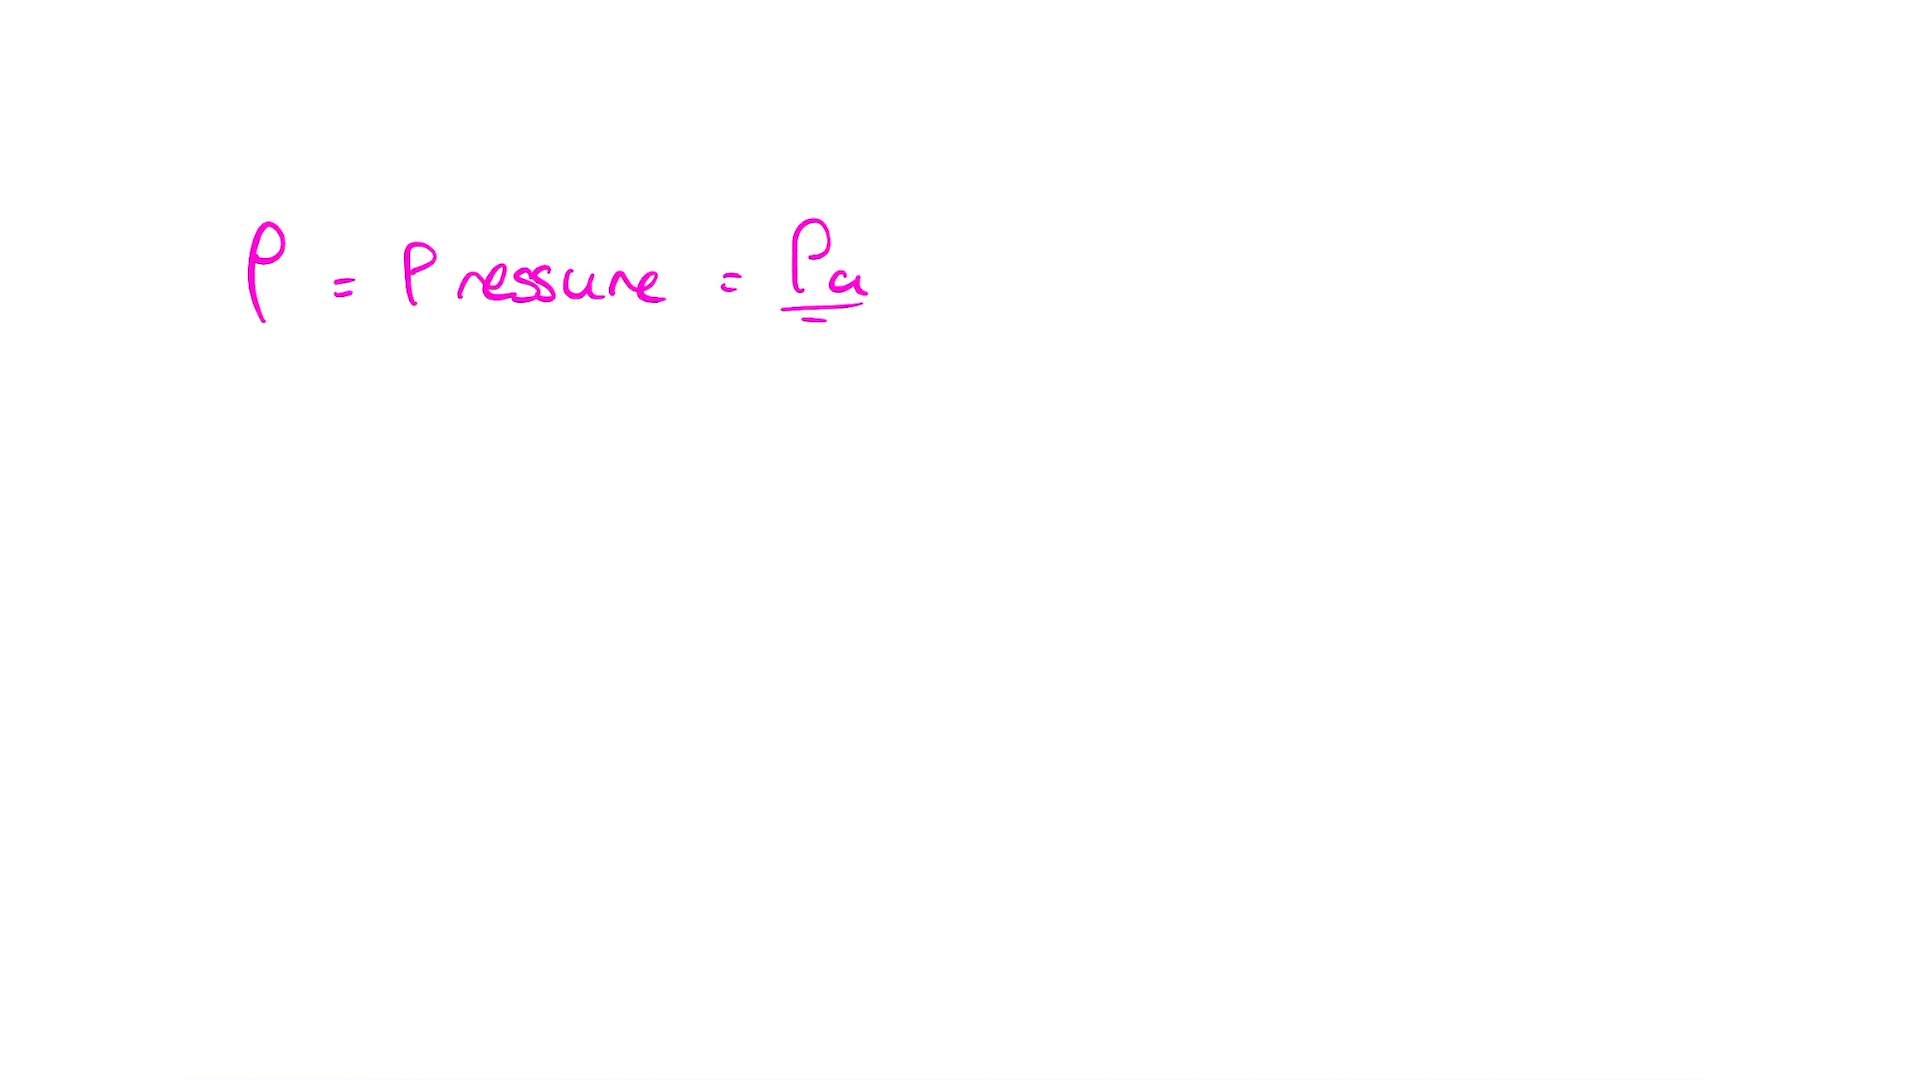 P = Pressure = Pa